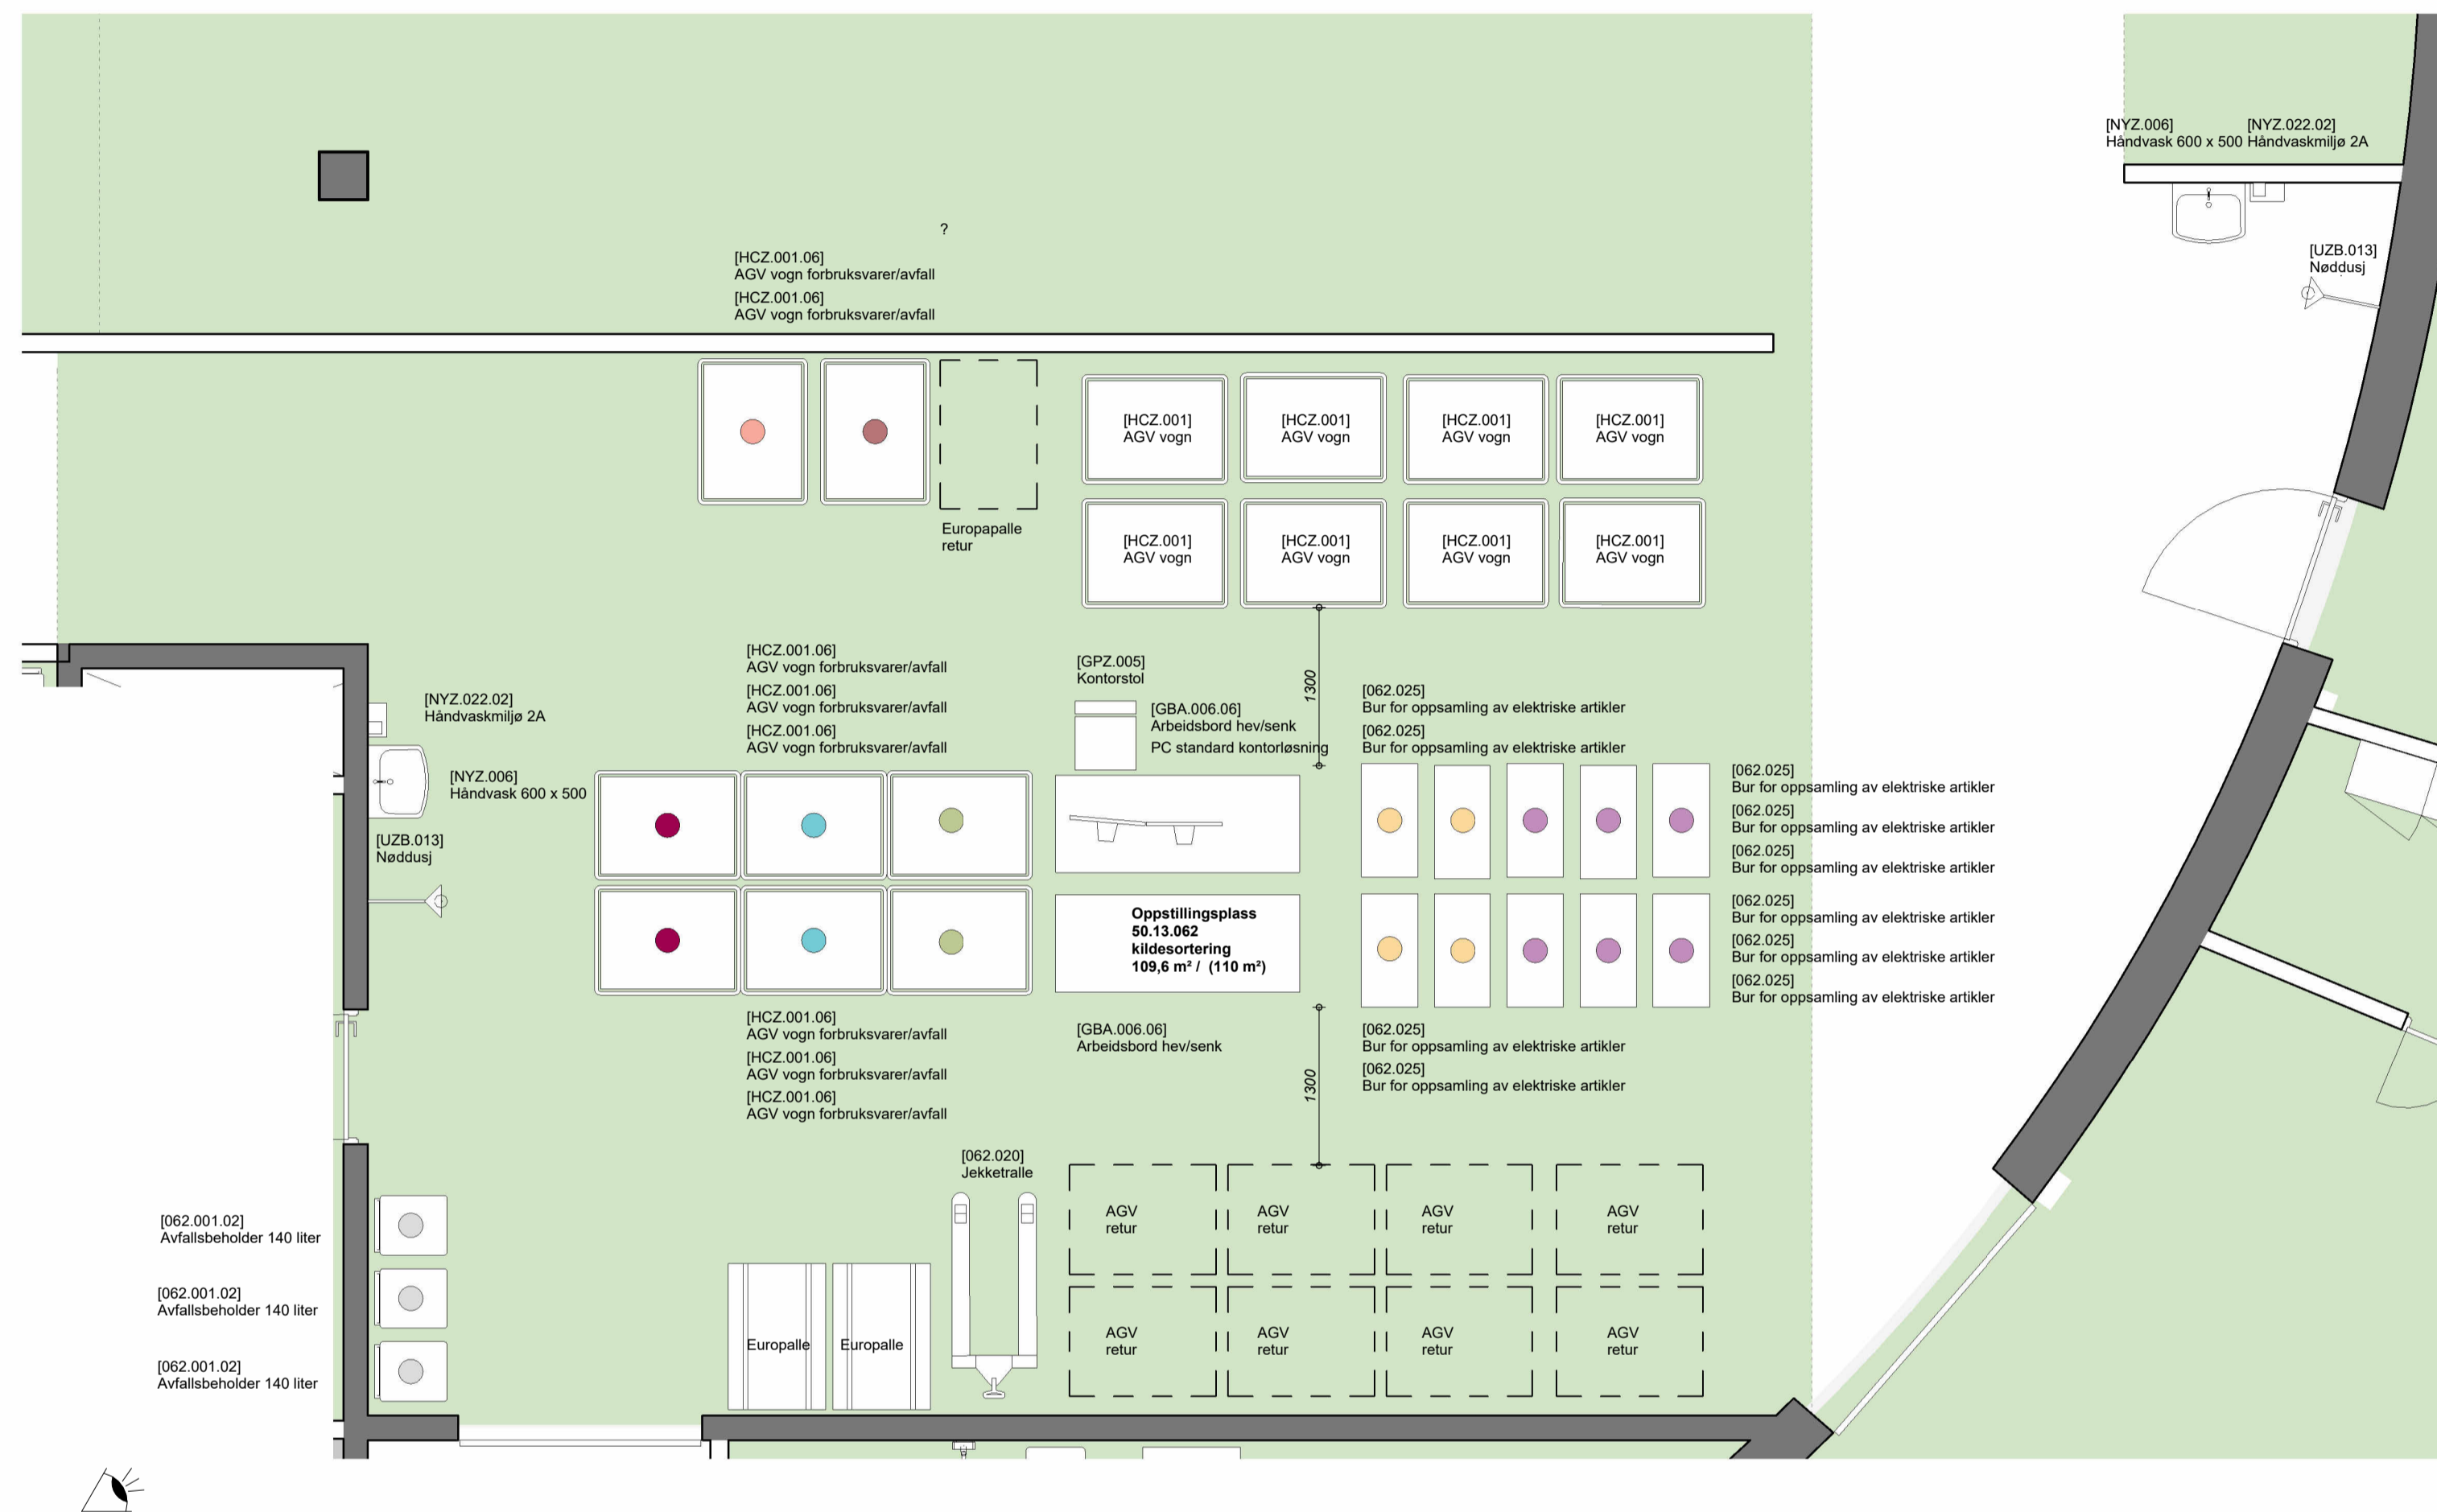 [NYZ.006]
Håndvask 600 x 500
[NYZ.022.02]
Håndvaskmiljø 2A
?
[UZB.013]
Nøddusj
[HCZ.001.06]
AGV vogn forbruksvarer/avfall
[HCZ.001.06]
AGV vogn forbruksvarer/avfall
[HCZ.001]
AGV vogn
[HCZ.001]
AGV vogn
[HCZ.001]
AGV vogn
[HCZ.001]
AGV vogn
Europapalle
retur
[HCZ.001]
AGV vogn
[HCZ.001]
AGV vogn
[HCZ.001]
AGV vogn
[HCZ.001]
AGV vogn
[NYZ.022.02]
Håndvaskmiljø 2A
[HCZ.001.06]
AGV vogn forbruksvarer/avfall
[HCZ.001.06]
AGV vogn forbruksvarer/avfall
[HCZ.001.06]
AGV vogn forbruksvarer/avfall
[GPZ.005]
Kontorstol
[GBA.006.06]
Arbeidsbord hev/senk
PC standard kontorløsning
1300
[062.025]
Bur for oppsamling av elektriske artikler
[062.025]
Bur for oppsamling av elektriske artikler
[NYZ.006]
Håndvask 600 x 500
[UZB.013]
Nøddusj
[062.025]
Bur for oppsamling av elektriske artikler
[062.025]
Bur for oppsamling av elektriske artikler
[062.025]
Bur for oppsamling av elektriske artikler
Oppstillingsplass
50.13.062
kildesortering
109,6 m² / (110 m²)
[062.025]
Bur for oppsamling av elektriske artikler
[062.025]
Bur for oppsamling av elektriske artikler
[062.025]
Bur for oppsamling av elektriske artikler
[HCZ.001.06]
AGV vogn forbruksvarer/avfall
[HCZ.001.06]
AGV vogn forbruksvarer/avfall
[HCZ.001.06]
AGV vogn forbruksvarer/avfall
[GBA.006.06]
Arbeidsbord hev/senk
1300
[062.025]
Bur for oppsamling av elektriske artikler
[062.025]
Bur for oppsamling av elektriske artikler
[062.020]
Jekketralle
[062.001.02]
Avfallsbeholder 140 liter
[062.001.02]
Avfallsbeholder 140 liter
[062.001.02]
Avfallsbeholder 140 liter
AGV
retur
AGV
retur
AGV
retur
AGV
retur
Europalle
Europalle
AGV
retur
AGV
retur
AGV
retur
AGV
retur